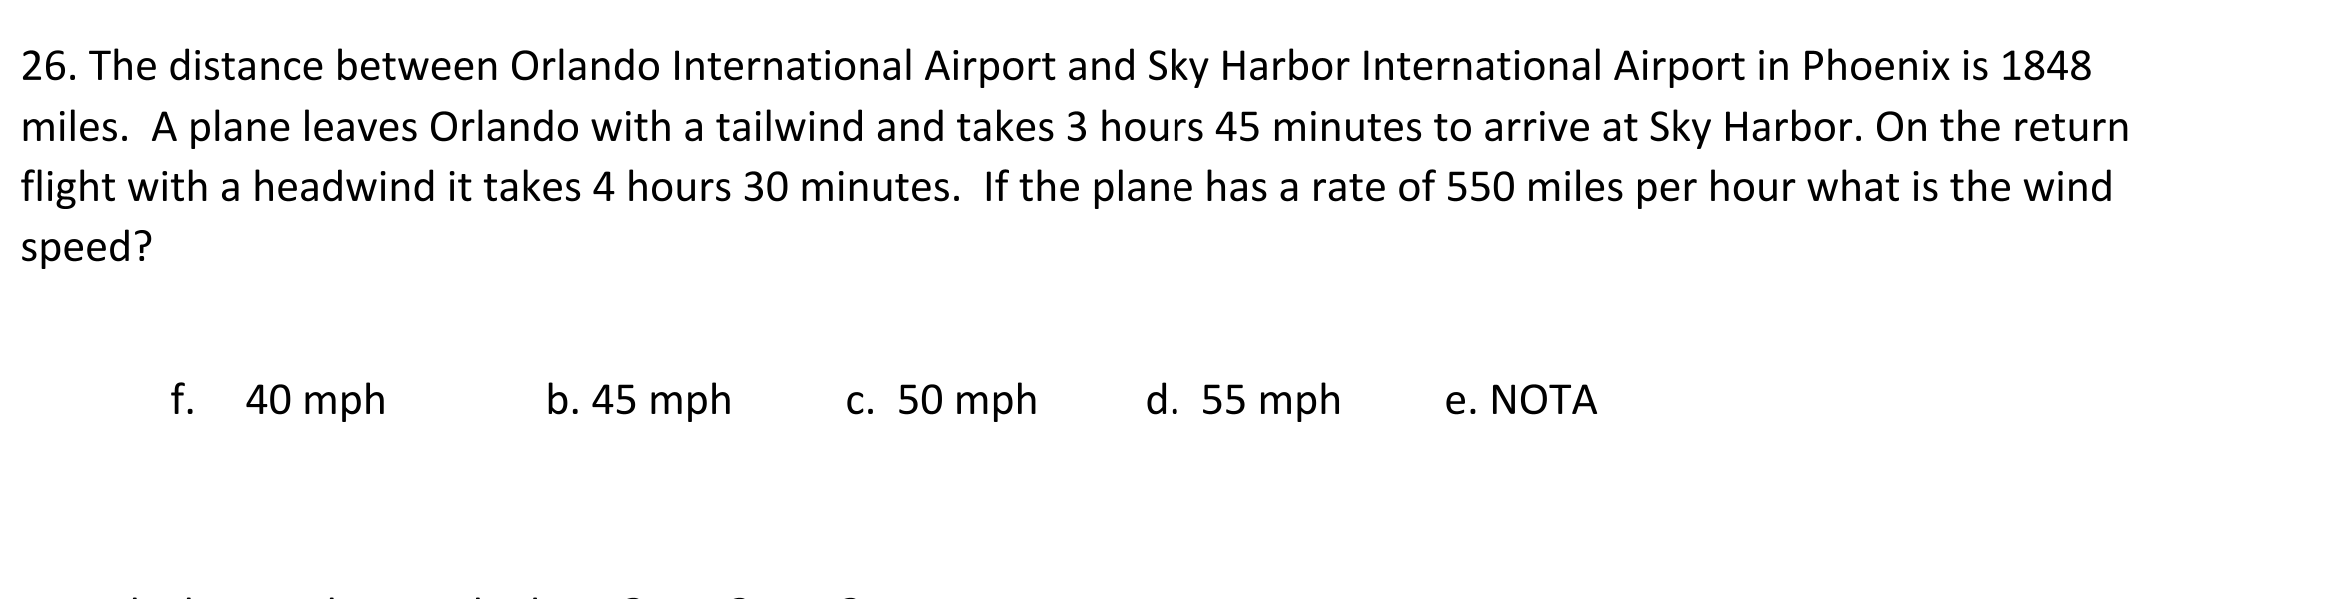 26. The distance between Orlando International Airport and Sky Harbor International Airport in Phoenix is 1848
miles.  A plane leaves Orlando with a tailwind and takes 3 hours 45 minutes to arrive at Sky Harbor. On the return
flight with a headwind it takes 4 hours 30 minutes.  If the plane has a rate of 550 miles per hour what is the wind
speed?
f. 40 mph b. 45 mph c. 50 mph d. 55 mph e. NOTA